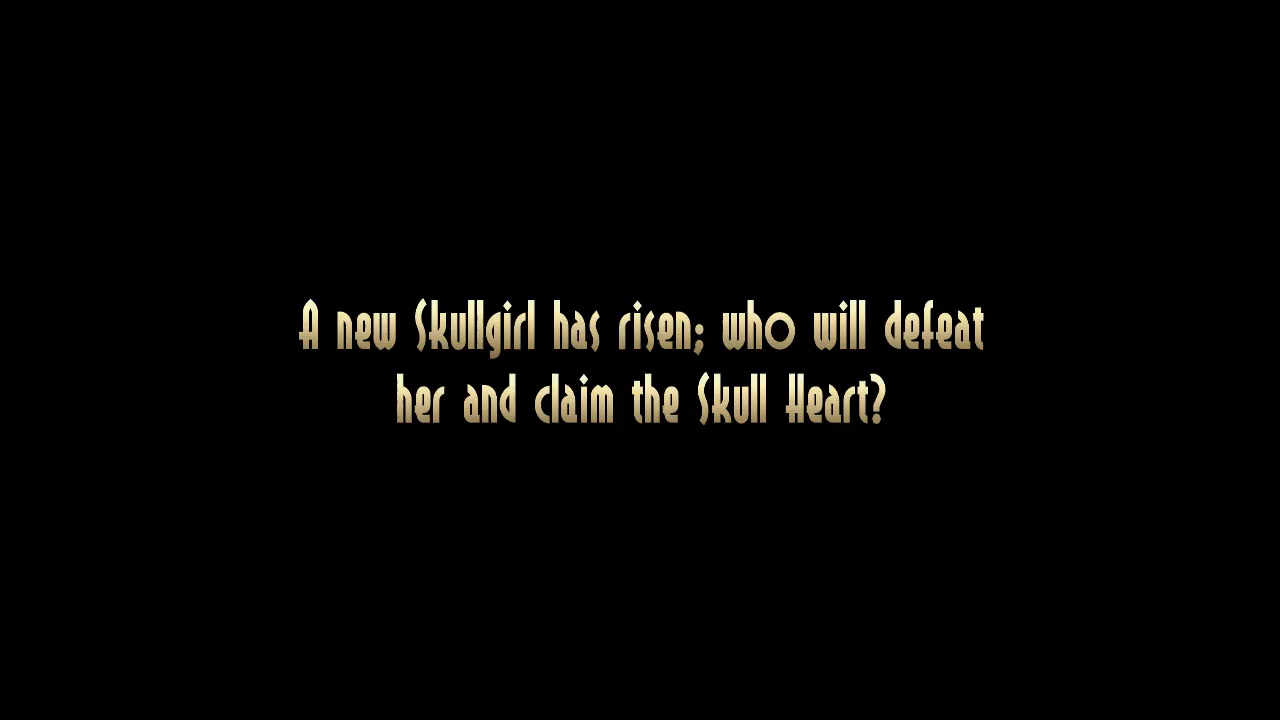 A new Skullgirl has risen; who will defeat
her and claim the Skull Heart?